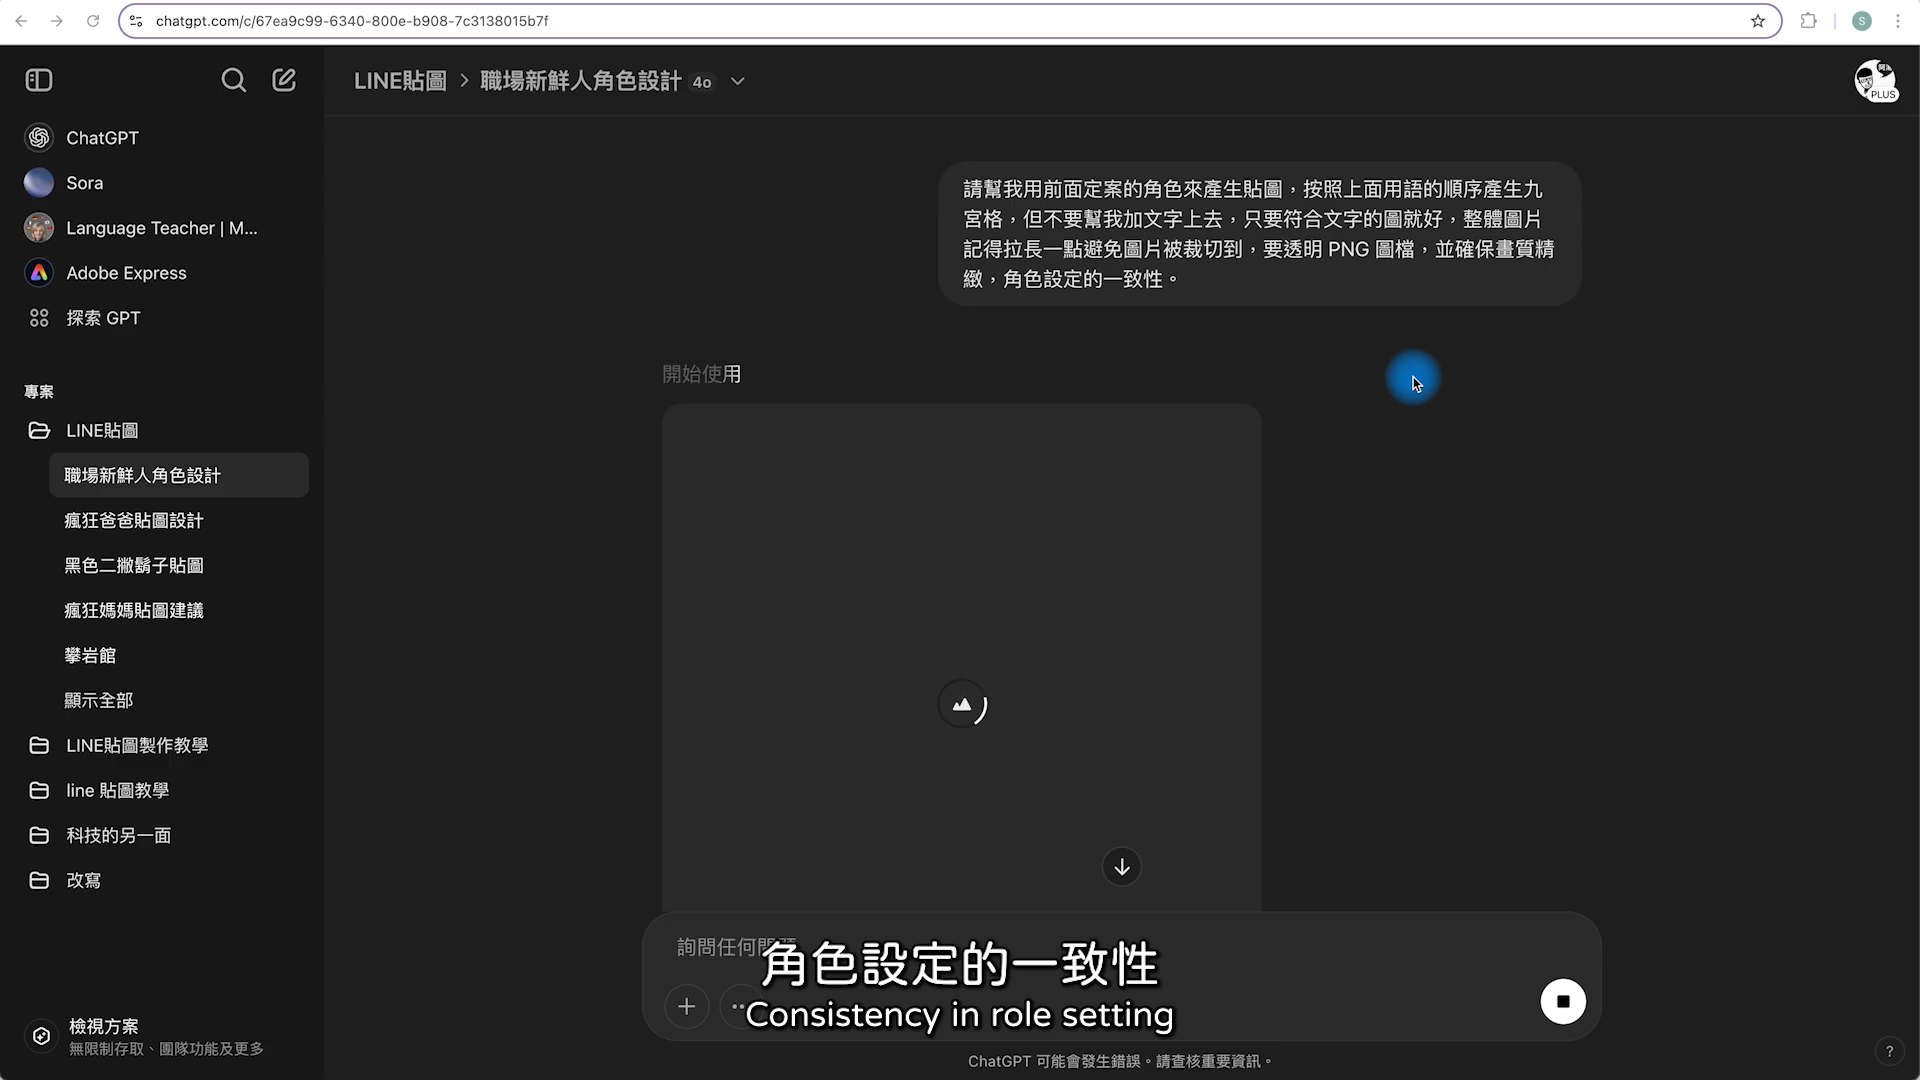 chatgpt.com/c/67ea9c99-6340-800e-b908-7c3138015b7f
S
LINE貼圖 > 職場新鮮人角色設計 4o
PLUS
ChatGPT
Sora
Language Teacher | M...
Adobe Express
探索 GPT
專案
LINE貼圖
職場新鮮人角色設計
瘋狂爸爸貼圖設計
黑色二撇鬍子貼圖
瘋狂媽媽貼圖建議
攀岩館
顯示全部
LINE貼圖製作教學
line 貼圖教學
科技的另一面
改寫
檢視方案
無限制存取、團隊功能及更多
請幫我用前面定案的角色來產生貼圖，按照上面用語的順序產生九
宮格，但不要幫我加文字上去，只要符合文字的圖就好，整體圖片
記得拉長一點避免圖片被裁切到，要透明 PNG 圖檔，並確保畫質精
緻，角色設定的一致性。
開始使用
詢問任何問題
角色設定的一致性
Consistency in role setting
ChatGPT 可能會發生錯誤。請查核重要資訊。
?